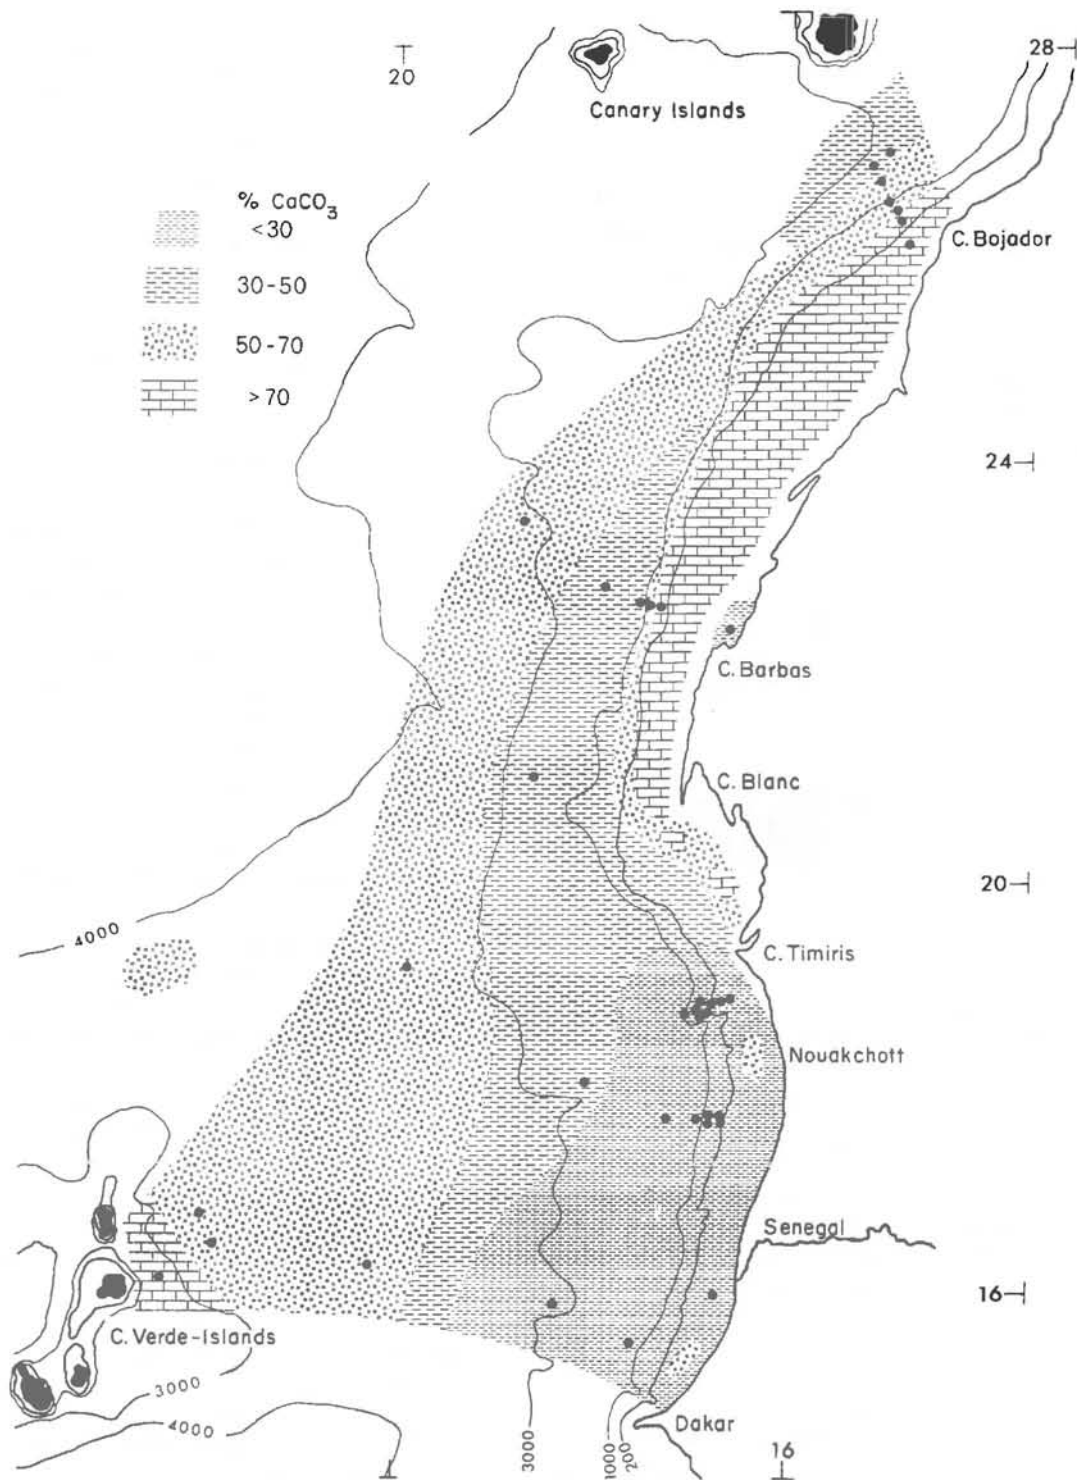 28
20
Canary Islands
% CaCO3
<30
C. Bojador
30-50
50-70
>70
24
C. Barbas
C. Blanc
20
4000
C. Timiris
Nouakchott
Senegal
16
C. Verde-Islands
3000
4000
Dakar
3000
1000
200
16